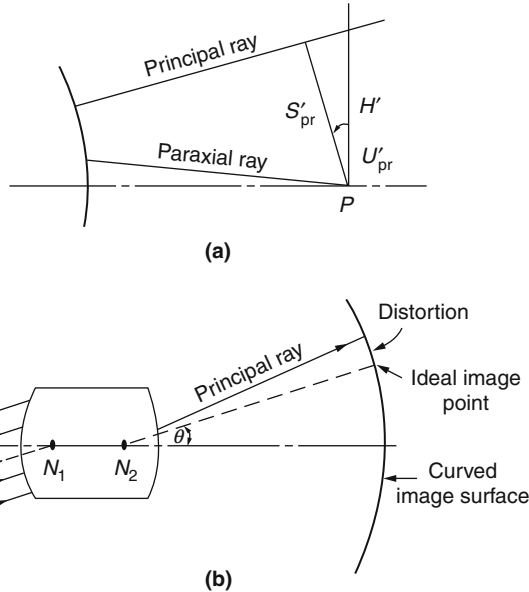 Principal ray
S′pr
H′
Paraxial ray
U′pr
P
(a)
Distortion
Principal ray
Ideal image
point
θ
N1
N2
Curved
image surface
(b)